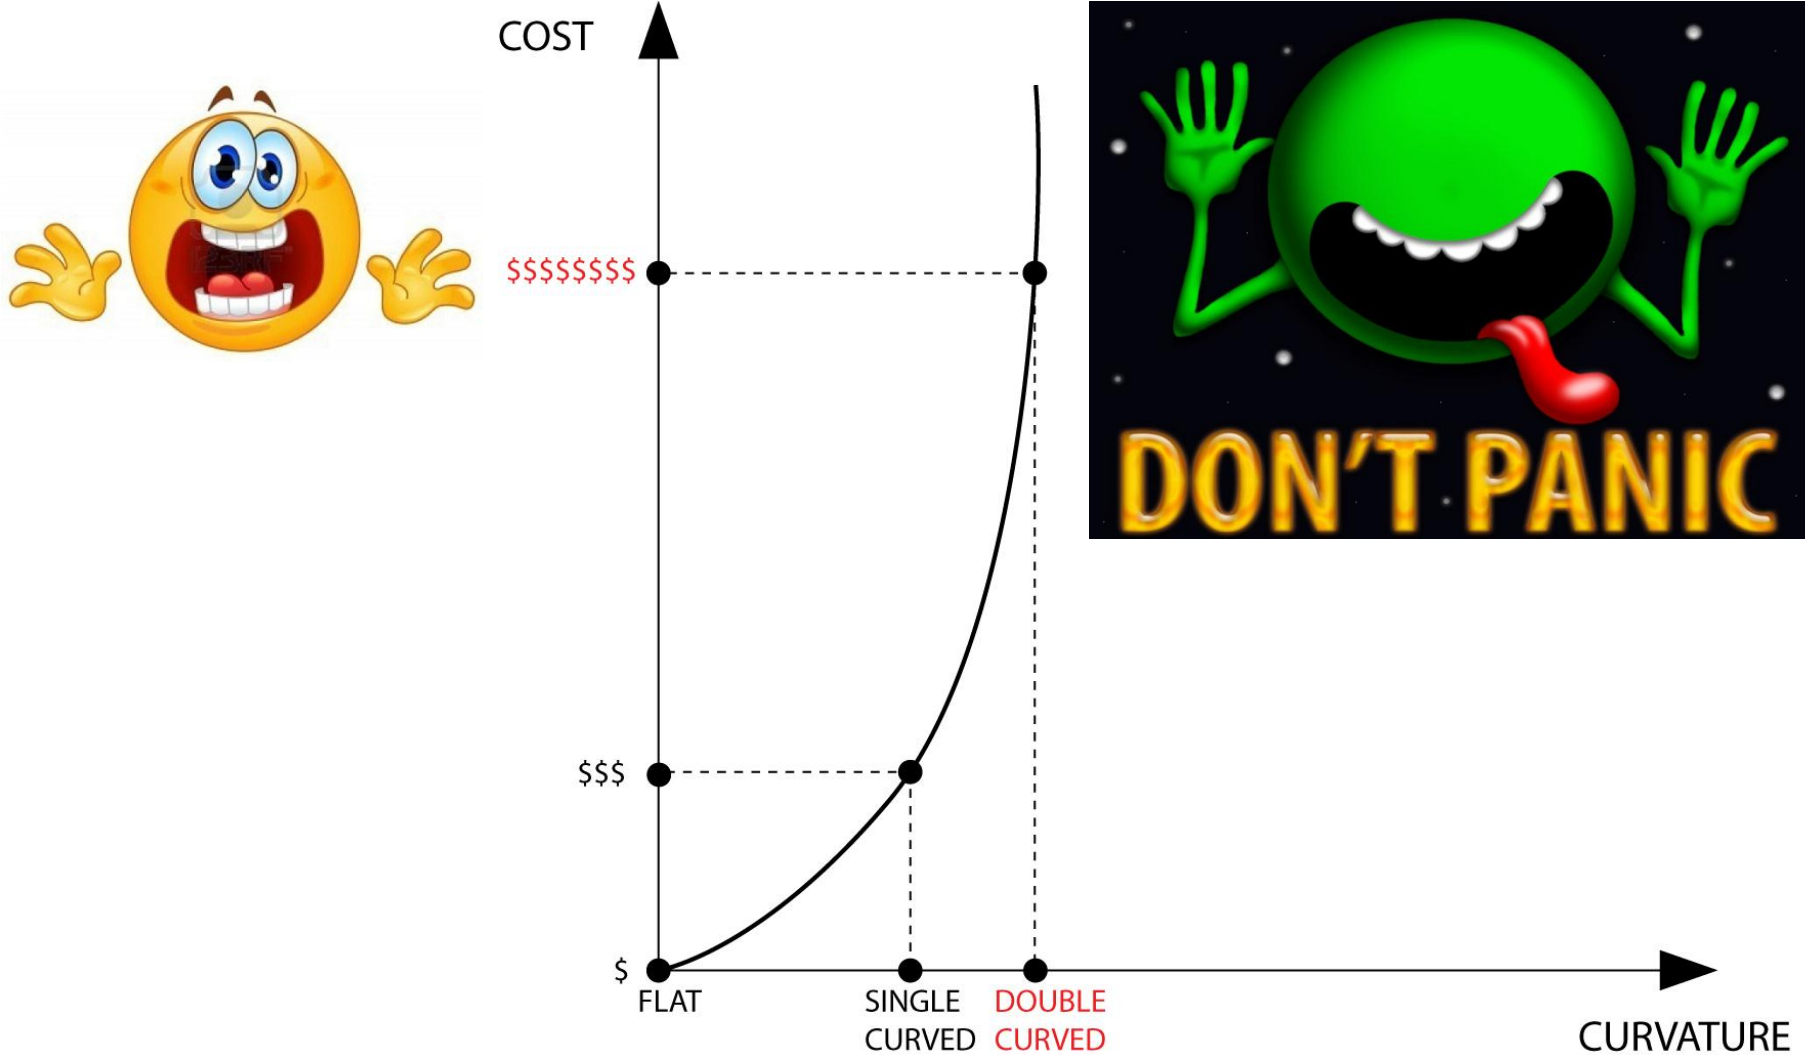 COST
$$$$$$$$
$$$
$
FLAT
SINGLE
CURVED
DOUBLE
CURVED
CURVATURE
DON'T PANIC